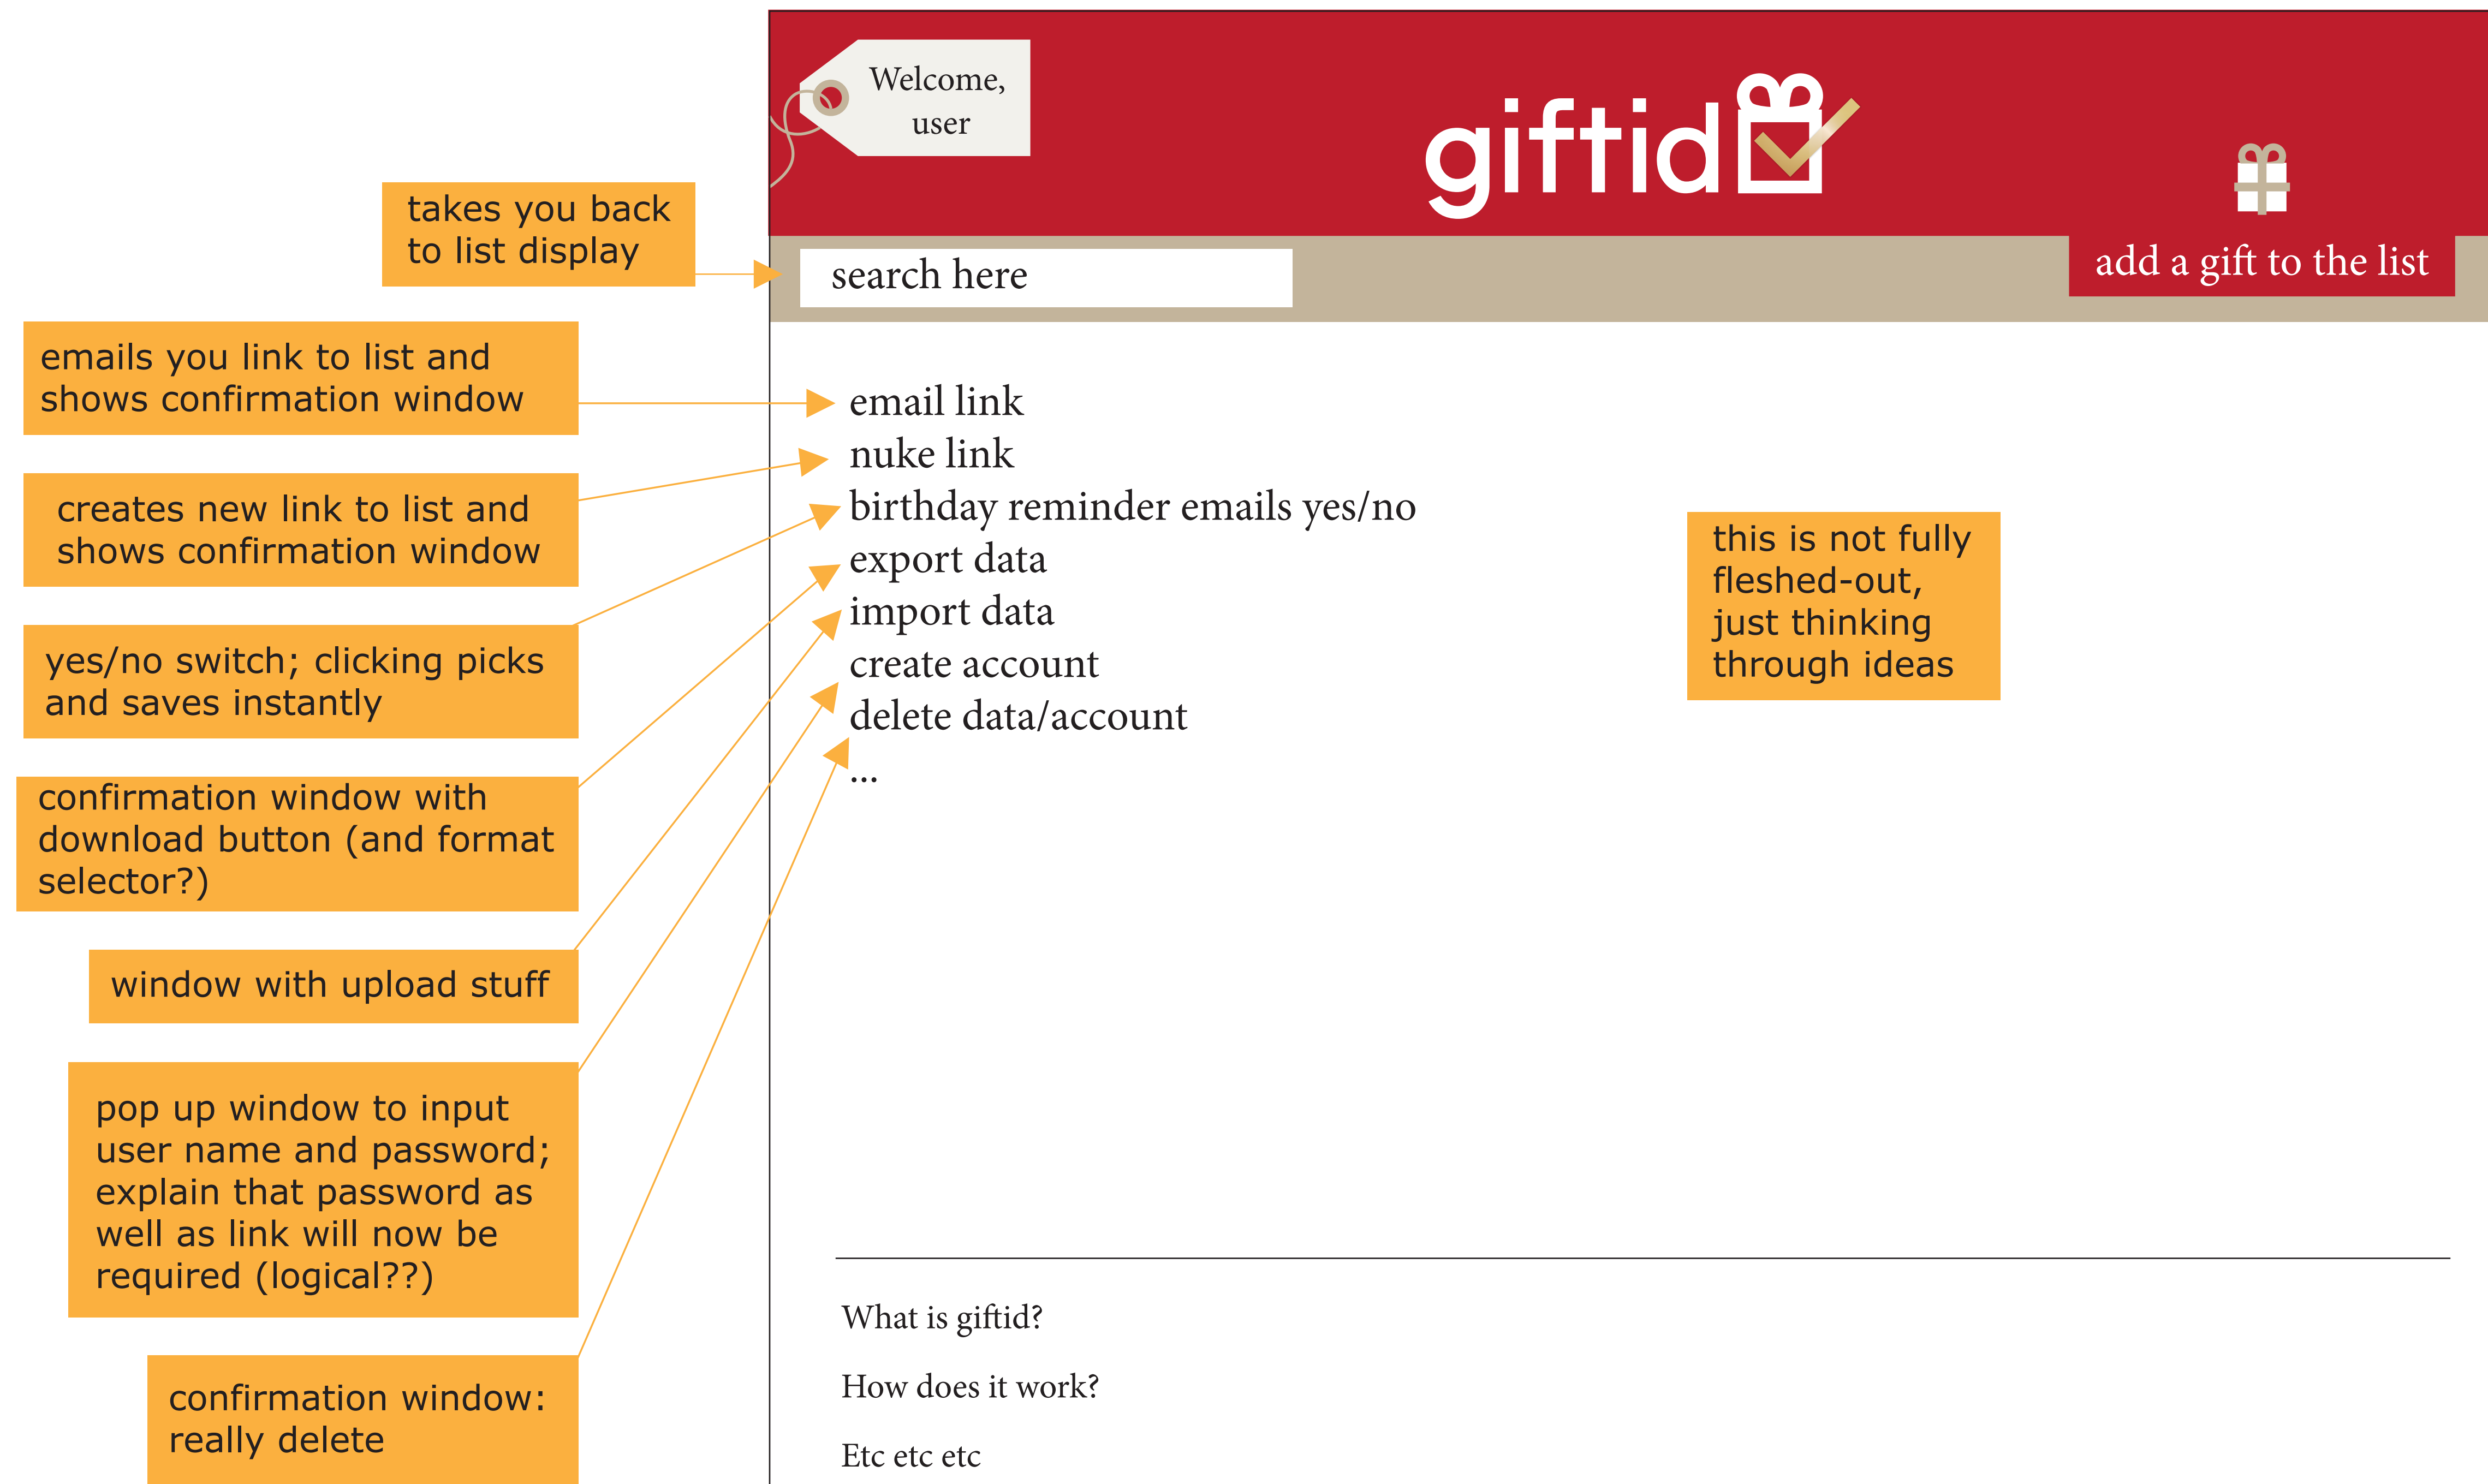 Welcome,
user
giftid
add a gift to the list
takes you back
to list display
search here
emails you link to list and
shows confirmation window
creates new link to list and
shows confirmation window
yes/no switch; clicking picks
and saves instantly
confirmation window with
download button (and format
selector?)
window with upload stuff
pop up window to input
user name and password;
explain that password as
well as link will now be
required (logical??)
confirmation window:
really delete
email link
nuke link
birthday reminder emails yes/no
export data
import data
create account
delete data/account
...
this is not fully
fleshed-out,
just thinking
through ideas
What is giftid?
How does it work?
Etc etc etc